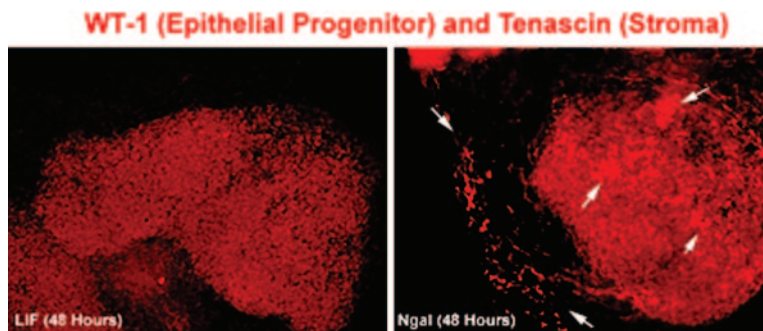 WT-1 (Epithelial Progenitor) and Tenascin (Stroma)
LIF (48 Hours)
Ngal (48 Hours)